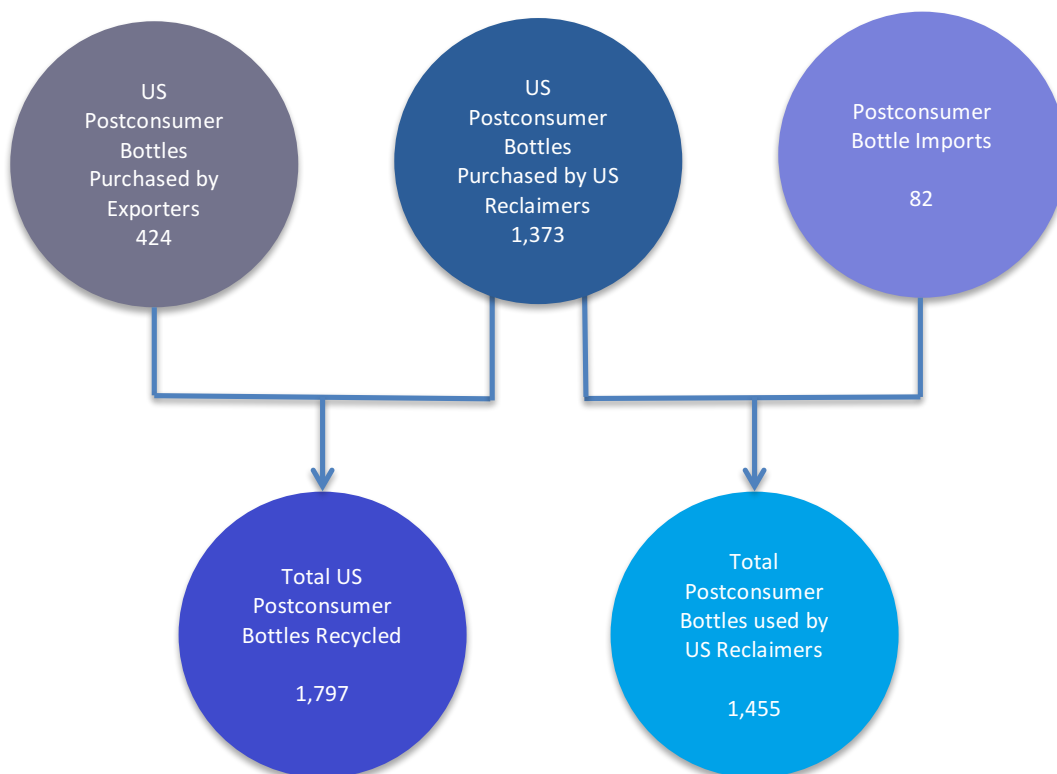 US
Postconsumer
Bottles
Purchased by
Exporters
424
US
Postconsumer
Bottles
Purchased by US
Reclaimers
1,373
Postconsumer
Bottle Imports
82
Total US
Postconsumer
Bottles Recycled
1,797
Total
Postconsumer
Bottles used by
US Reclaimers
1,455